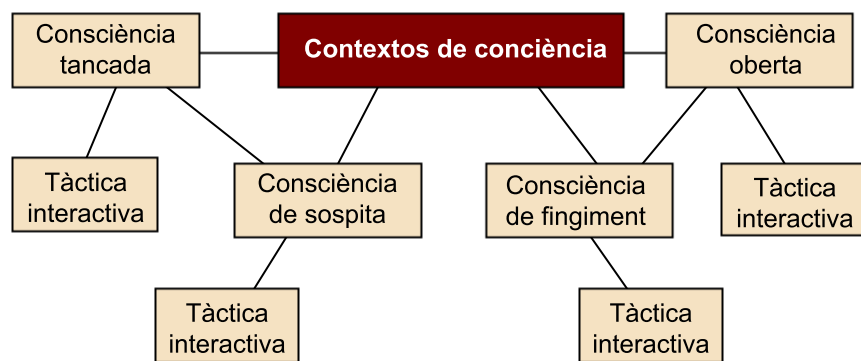 Consciència
tancada
Contextos de conciència
Consciència
oberta
Tàctica
interactiva
Consciència
de sospita
Consciència
de fingiment
Tàctica
interactiva
Tàctica
interactiva
Tàctica
interactiva